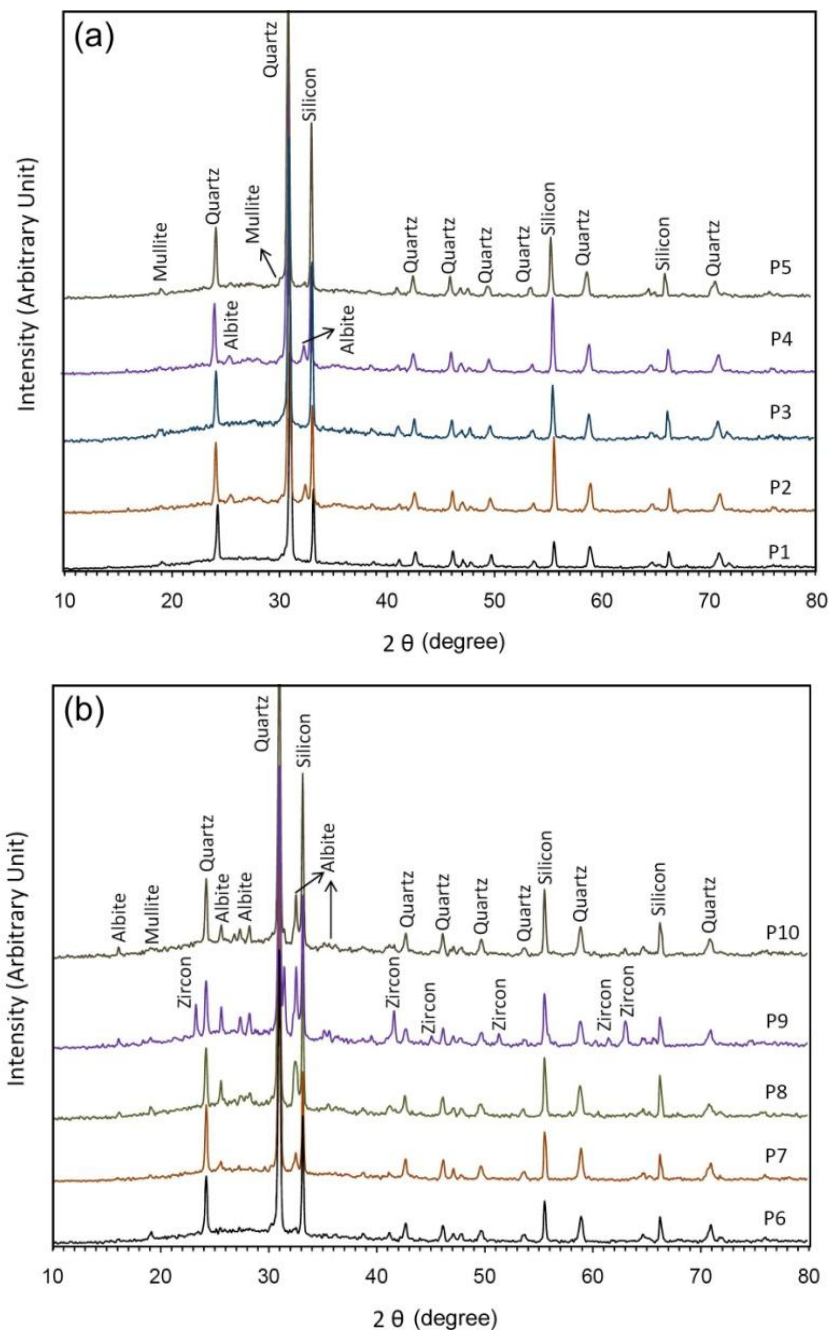 (a)
Quartz
Silicon
Quartz
Mullite
Mullite
Albite
Albite
Quartz
Quartz
Quartz
Quartz
Silicon
Quartz
Silicon
Quartz
P5
P4
P3
P2
P1
Intensity (Arbitrary Unit)
10 20 30 40 50 60 70 80
2 θ (degree)
(b)
Quartz
Silicon
Albite
Mullite
Quartz
Albite
Albite
Albite
Quartz
Quartz
Quartz
Quartz
Silicon
Quartz
Silicon
Quartz
P10
Zircon
Zircon
Zircon
Zircon
Zircon
Zircon
P9
P8
P7
P6
Intensity (Arbitrary Unit)
10 20 30 40 50 60 70 80
2 θ (degree)